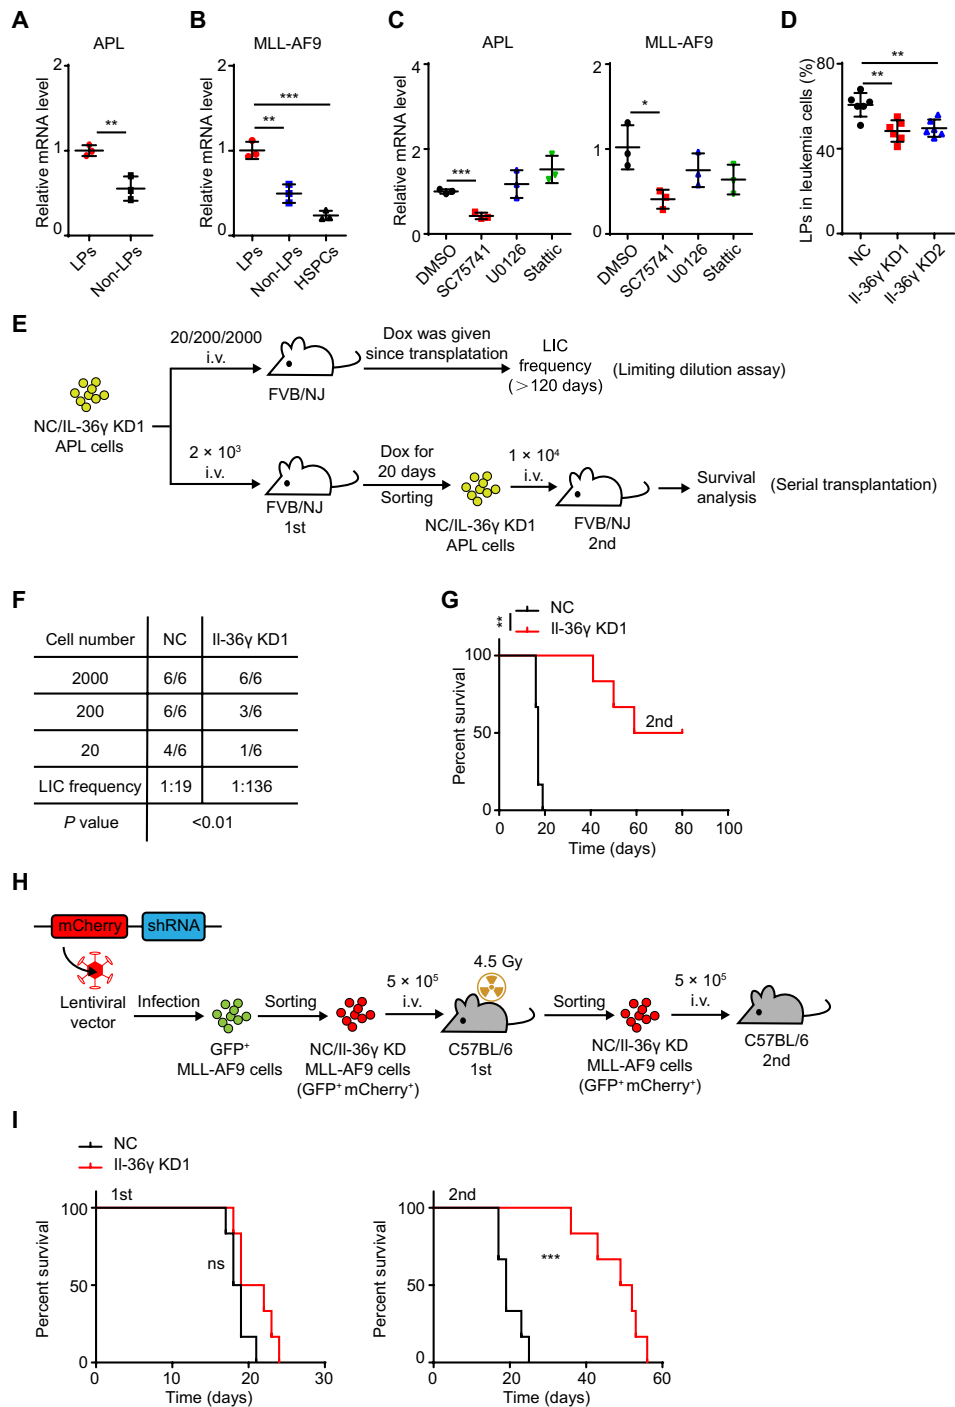 A
APL
Relative mRNA level
2
1
0
**
LPs
Non-LPs
B
MLL-AF9
Relative mRNA level
2
1
0
***
**
LPs
Non-LPs
HSPCs
C
APL
Relative mRNA level
4
2
0
***
DMSO
SC75741
U0126
Stattic
MLL-AF9
2
1
0
*
DMSO
SC75741
U0126
Stattic
D
LPs in leukemia cells (%)
80
40
0
**
**
NC
Il-36γ KD1
Il-36γ KD2
E
NC/IL-36γ KD1
APL cells
20/200/2000
i.v.
FVB/NJ
Dox was given
since transplatation
LIC
frequency
(>120 days)
(Limiting dilution assay)
2 × 10³
i.v.
FVB/NJ
1st
Dox for
20 days
Sorting
NC/IL-36γ KD1
APL cells
1 × 10⁴
i.v.
FVB/NJ
2nd
Survival
analysis
(Serial transplantation)
F
Cell number NC Il-36γ KD1
2000 6/6 6/6
200 6/6 3/6
20 4/6 1/6
LIC frequency 1:19 1:136
P value <0.01
G
**
NC
Il-36γ KD1
Percent survival
100
50
0
2nd
0 20 40 60 80 100
Time (days)
H
mCherry shRNA
Lentiviral
vector
Infection
GFP⁺
MLL-AF9 cells
Sorting
NC/Il-36γ KD
MLL-AF9 cells
(GFP⁺mCherry⁺)
5 × 10⁵
i.v.
4.5 Gy
C57BL/6
1st
Sorting
NC/Il-36γ KD
MLL-AF9 cells
(GFP⁺mCherry⁺)
5 × 10⁵
i.v.
C57BL/6
2nd
I
NC
Il-36γ KD1
1st
Percent survival
100
50
0
ns
0 10 20 30
Time (days)
2nd
Percent survival
100
50
0
***
0 20 40 60
Time (days)